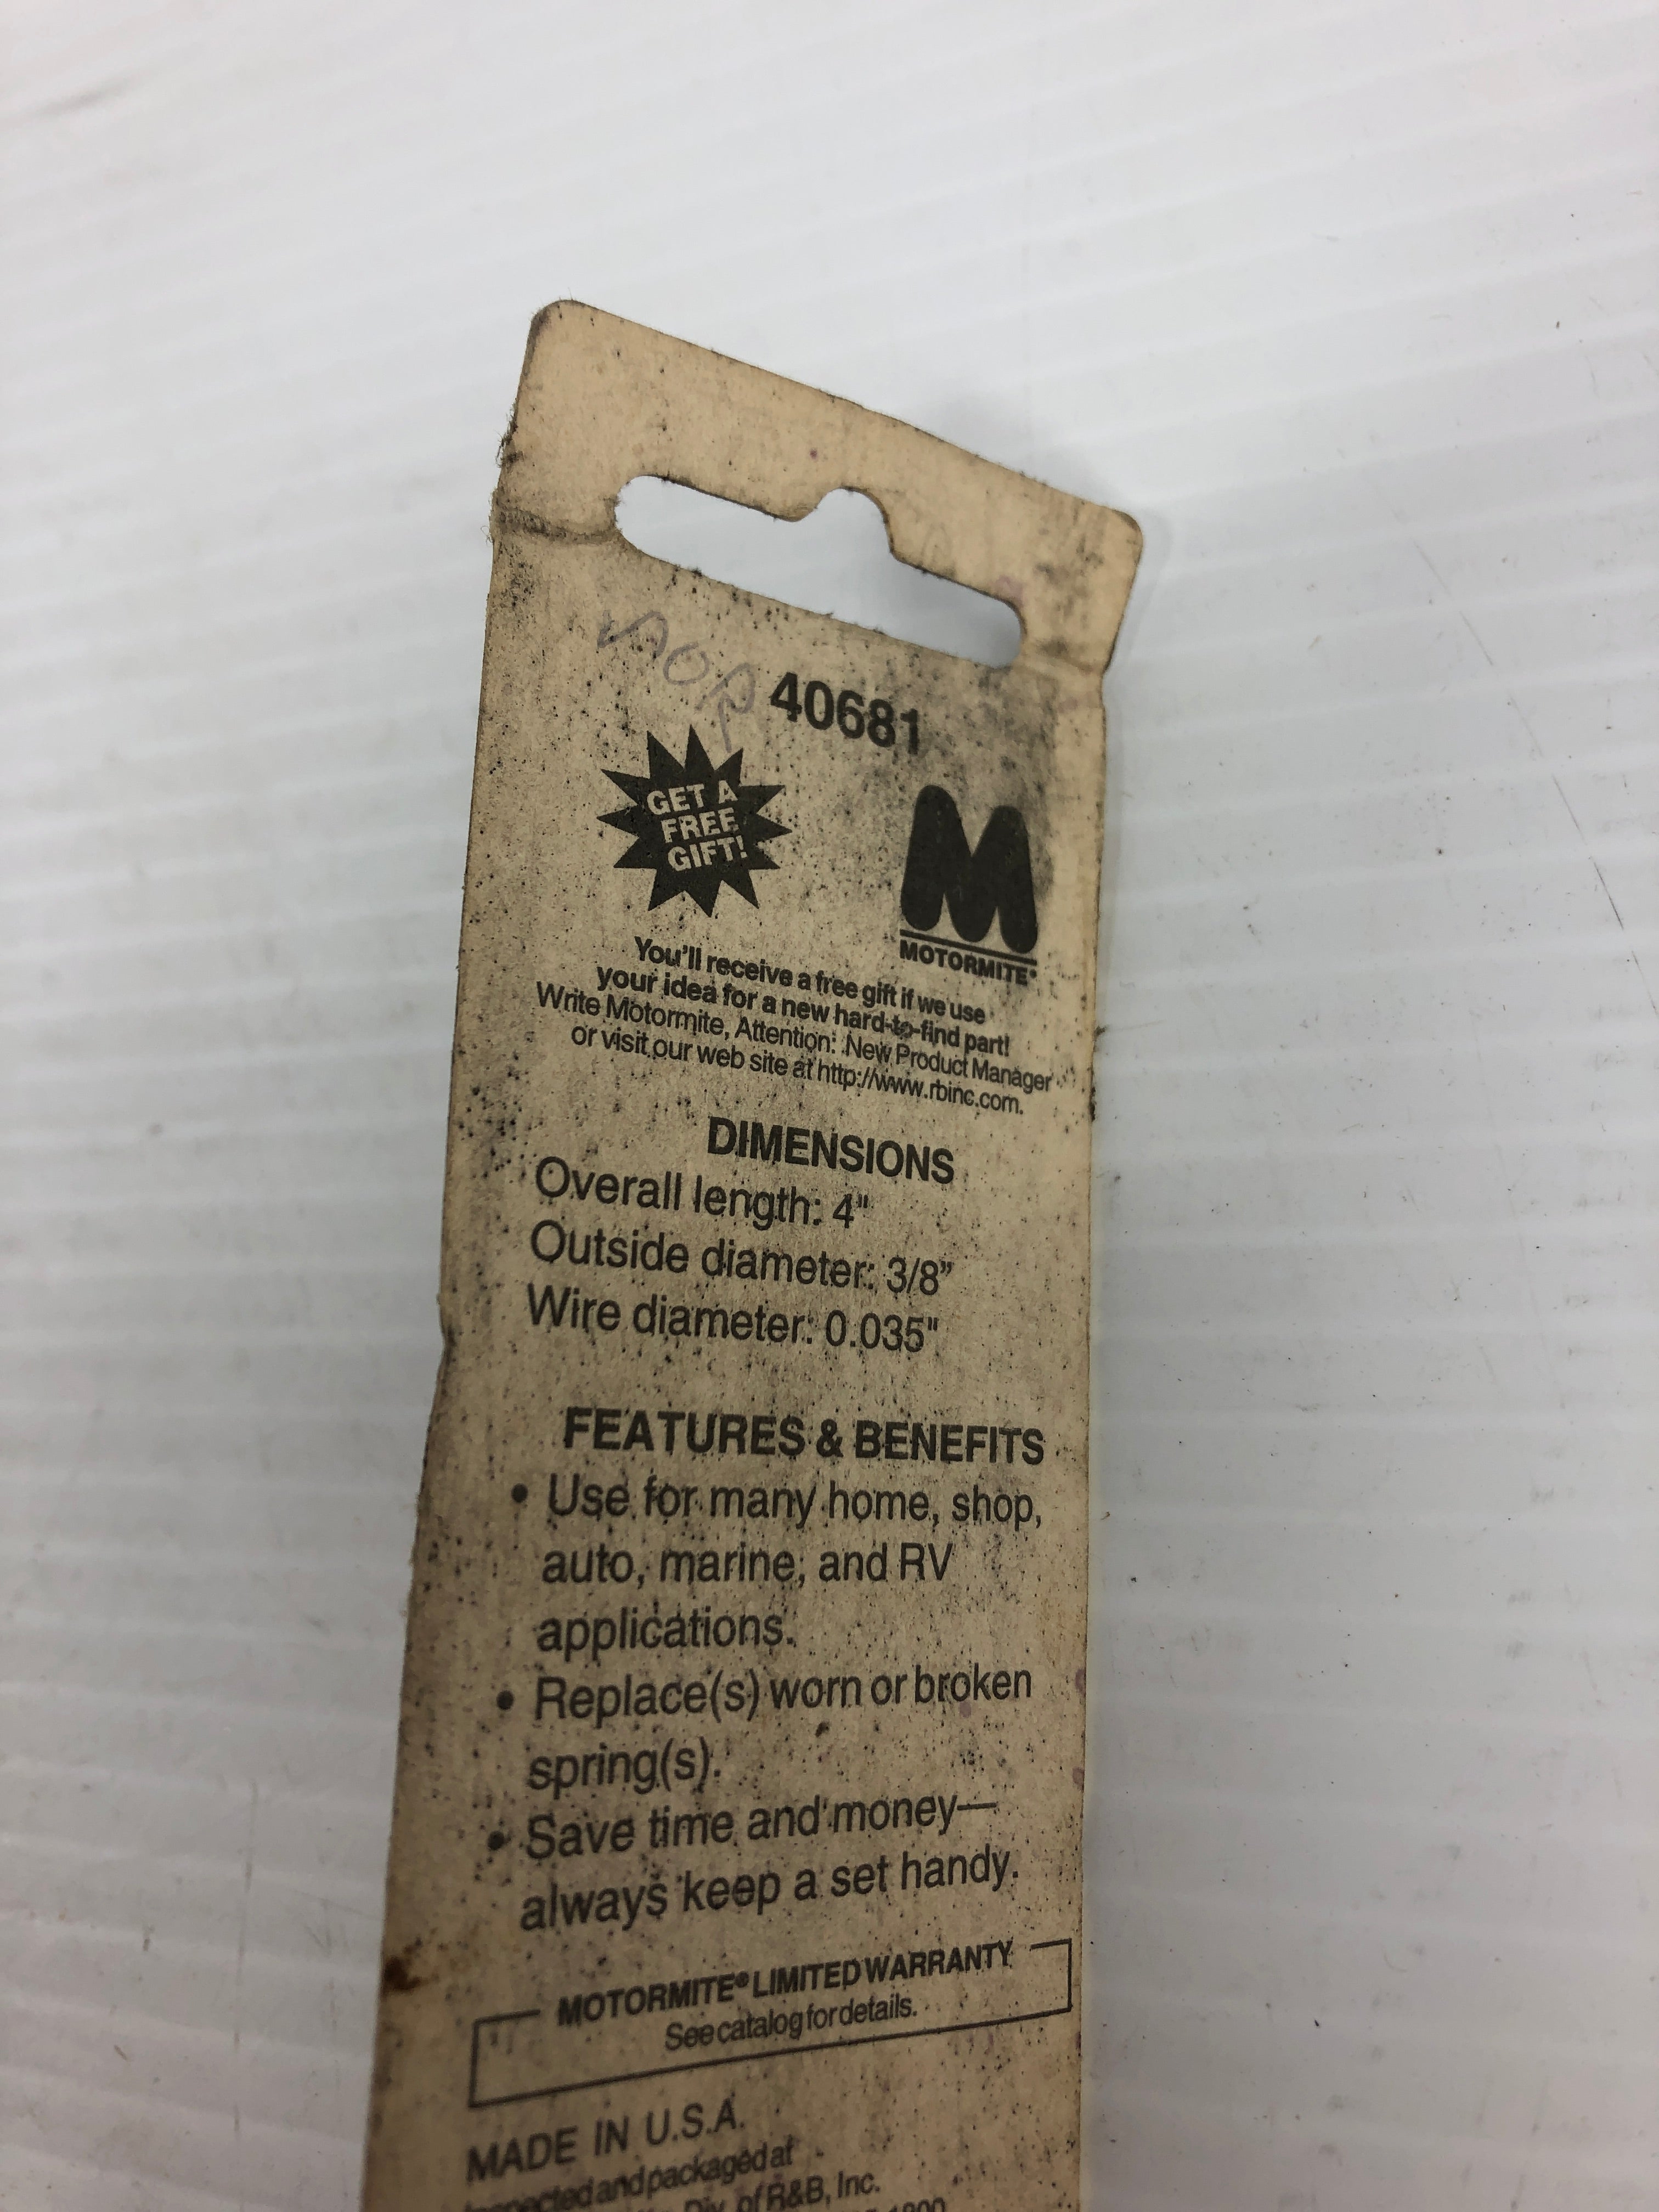 SHOP
40681
GET A
FREE
GIFT!
M
MOTORMITE®
You'll receive a free gift if we use
your idea for a new hard-to-find part!
Write Motormite, Attention: New Product Manager
or visit our web site at http://www.rbinc.com.
DIMENSIONS
Overall length: 4"
Outside diameter: 3/8”
Wire diameter: 0.035"
FEATURES & BENEFITS
• Use for many home, shop,
auto, marine, and RV
applications.
• Replace(s) worn or broken
spring(s).
• Save time and money—
always keep a set handy.
MOTORMITE® LIMITED WARRANTY
See catalog for details.
MADE IN U.S.A.
Inspected and packaged at
Div. of R&B, Inc.